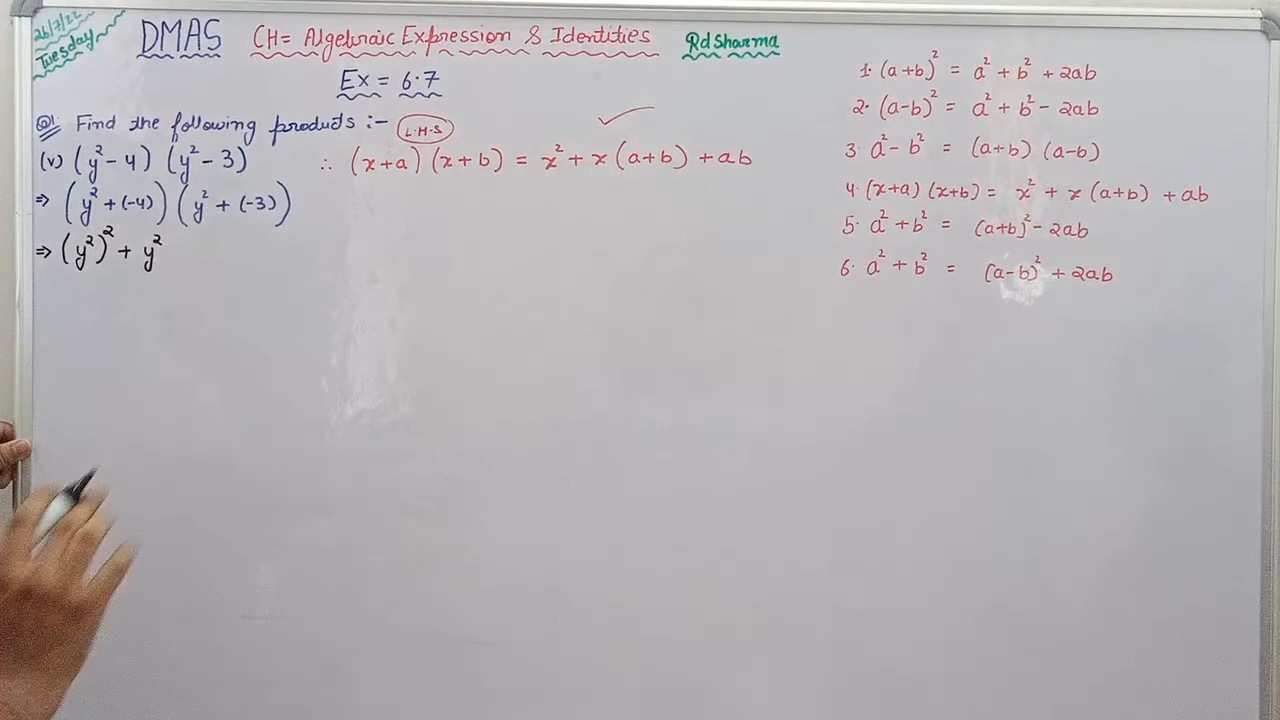 26/7/22
Tuesday
DMAS CH= Algebraic Expression & Identities Rd Sharma
Ex = 6.7
Q1. Find the following products :-
L.H.S
(v) (y² - 4) (y² - 3) ∴ (x+a) (x+b) = x² + x (a+b) + ab
⇒ (y² + (-4)) (y² + (-3))
⇒ (y²)² + y²
1. (a+b)² = a² + b² + 2ab
2. (a-b)² = a² + b² - 2ab
3. a² - b² = (a+b) (a-b)
4. (x+a) (x+b) = x² + x (a+b) + ab
5. a² + b² = (a+b)² - 2ab
6. a² + b² = (a-b)² + 2ab